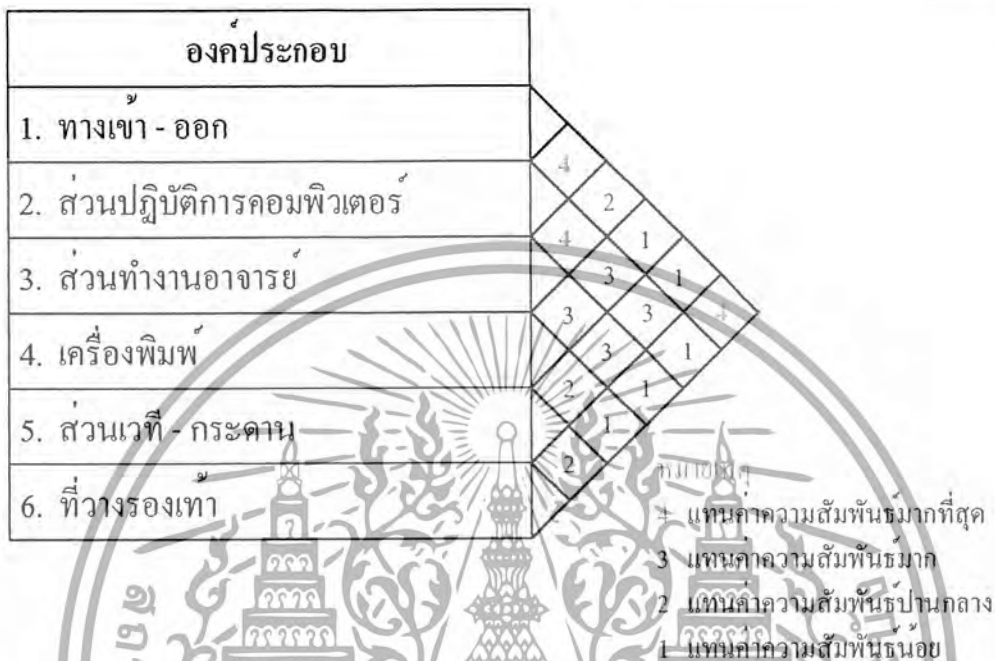 องค์ประกอบ
1. ทางเข้า - ออก
2. ส่วนปฏิบัติการคอมพิวเตอร์
3. ส่วนทำงานอาจารย์
4. เครื่องพิมพ์
5. ส่วนเวที - กระดาน
6. ที่วางรองเท้า
4
2
4
1
3
1
3
3
4
3
1
2
1
1
2
หมายเหตุ
4 แทนค่าความสัมพันธ์มากที่สุด
3 แทนค่าความสัมพันธ์มาก
2 แทนค่าความสัมพันธ์ปานกลาง
1 แทนค่าความสัมพันธ์น้อย